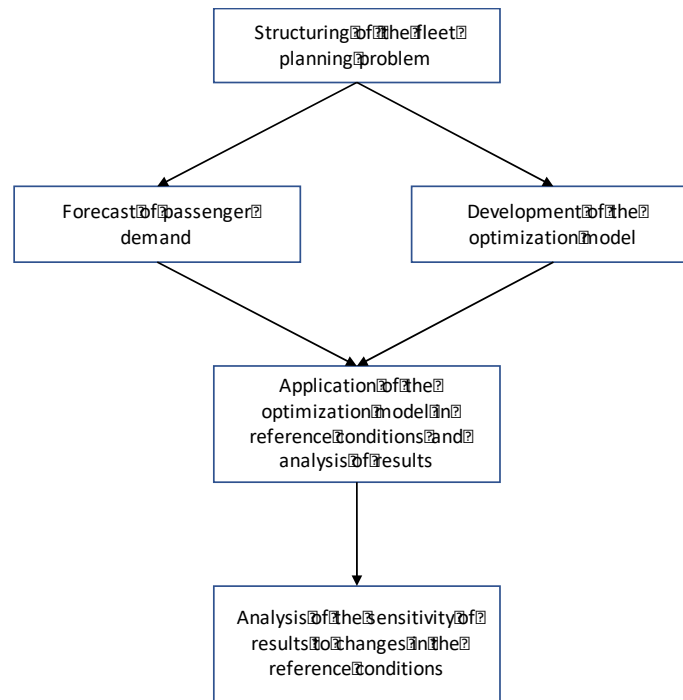 Structuring of the fleet
planning problem
Forecast of passenger
demand
Development of the
optimization model
Application of the
optimization model in
reference conditions and
analysis of results
Analysis of the sensitivity of
results to changes in the
reference conditions